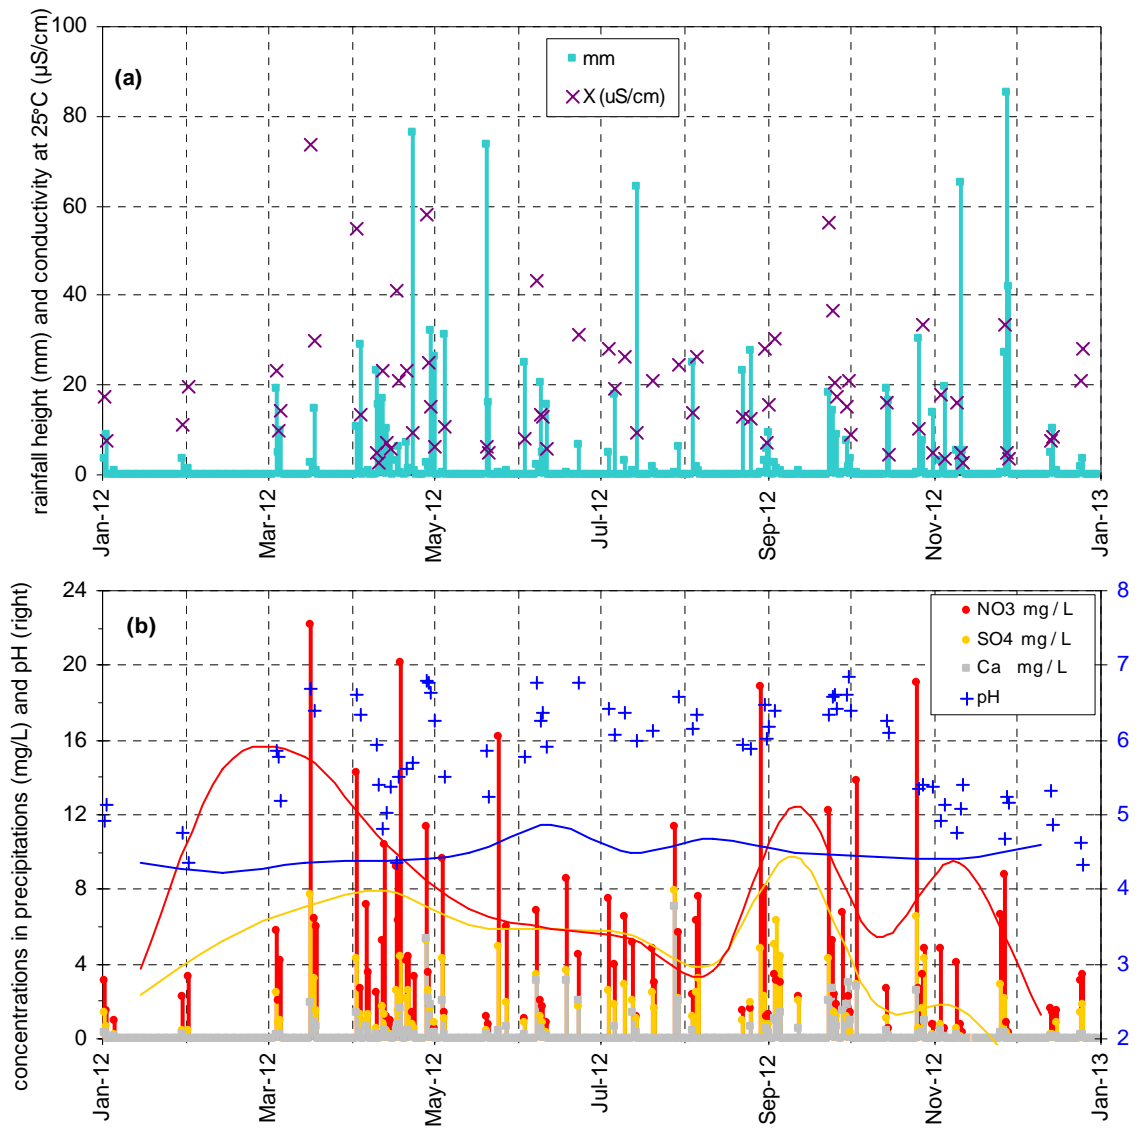 rainfall height (mm) and conductivity at 25°C (µS/cm)
100
80
60
40
20
0
(a)
mm
X (uS/cm)
Jan-12
Mar-12
May-12
Jul-12
Sep-12
Nov-12
Jan-13
concentrations in precipitations (mg/L) and pH (right)
24
20
16
12
8
4
0
(b)
NO3 mg / L
SO4 mg / L
Ca mg / L
pH
8
7
6
5
4
3
2
Jan-12
Mar-12
May-12
Jul-12
Sep-12
Nov-12
Jan-13